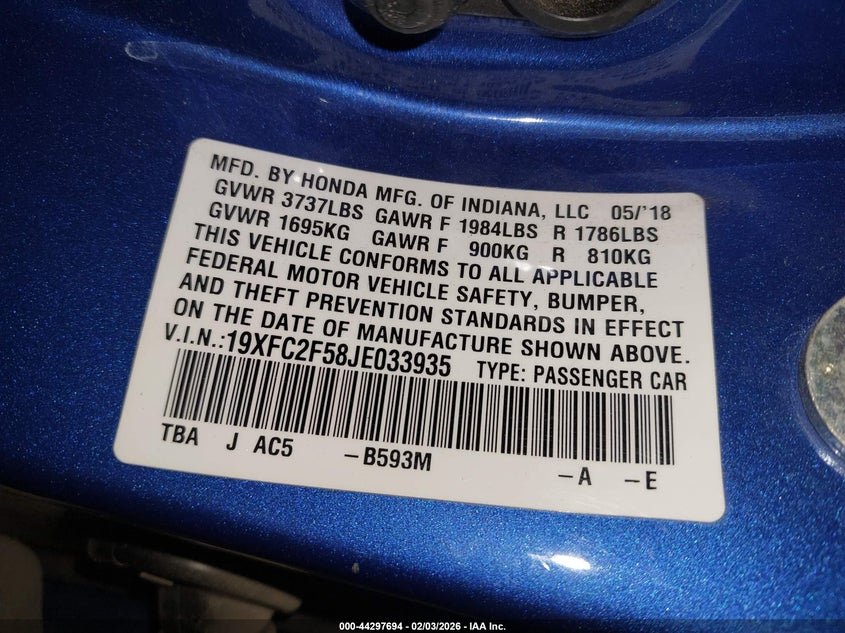 MFD. BY HONDA MFG. OF INDIANA, LLC 05/'18
GVWR 3737LBS GAWR F 1984LBS R 1786LBS
GVWR 1695KG GAWR F 900KG R 810KG
THIS VEHICLE CONFORMS TO ALL APPLICABLE
FEDERAL MOTOR VEHICLE SAFETY, BUMPER,
AND THEFT PREVENTION STANDARDS IN EFFECT
ON THE DATE OF MANUFACTURE SHOWN ABOVE.
V.I.N.:19XFC2F58JE033935 TYPE: PASSENGER CAR
TBA J AC5 -B593M -A -E
000-44297694 - 02/03/2026 - IAA Inc.